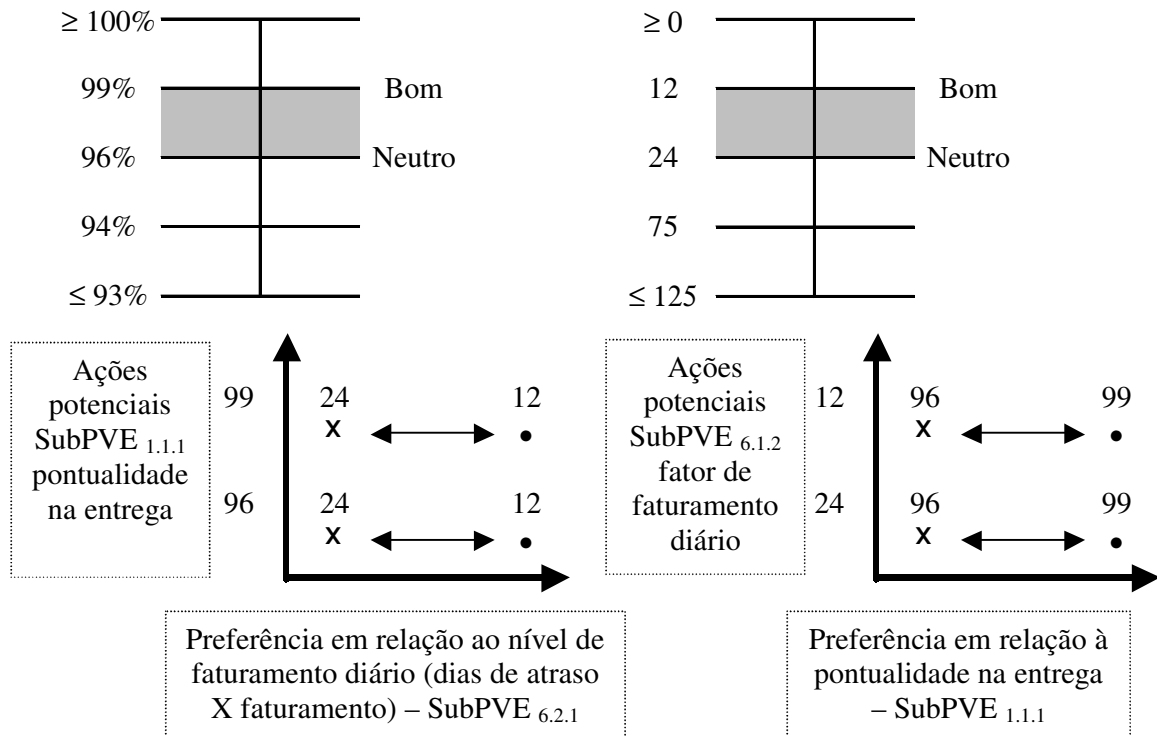 ≥ 100%
99% Bom
96% Neutro
94%
≤ 93%
≥ 0
12 Bom
24 Neutro
75
≤ 125
Ações
potenciais
SubPVE 1.1.1
pontualidade
na entrega
99 24 12
X •
96 24 12
X •
Preferência em relação ao nível de
faturamento diário (dias de atraso
X faturamento) – SubPVE 6.2.1
Ações
potenciais
SubPVE 6.1.2
fator de
faturamento
diário
12 96 99
X •
24 96 99
X •
Preferência em relação à
pontualidade na entrega
– SubPVE 1.1.1